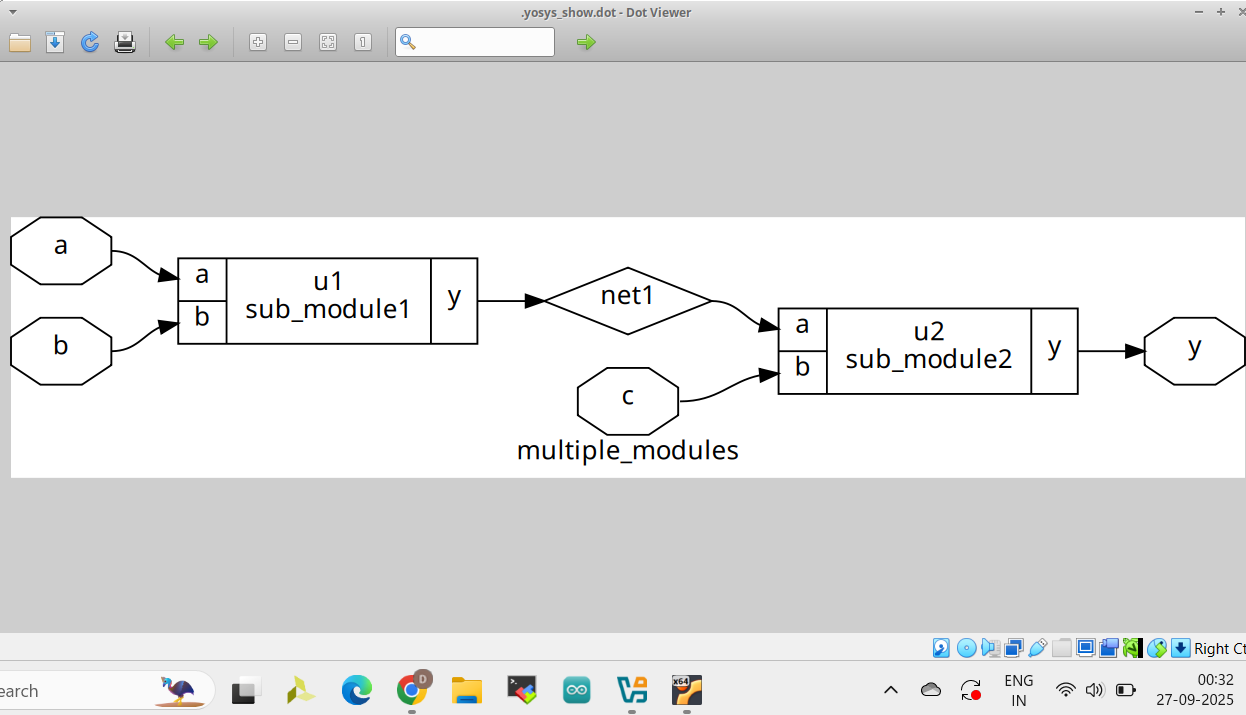 .yosys_show.dot - Dot Viewer
1
a
b
a
b
u1
sub_module1
y
net1
c
a
b
u2
sub_module2
y
y
multiple_modules
Right Ct
earch
D
x64
ENG
IN
00:32
27-09-2025